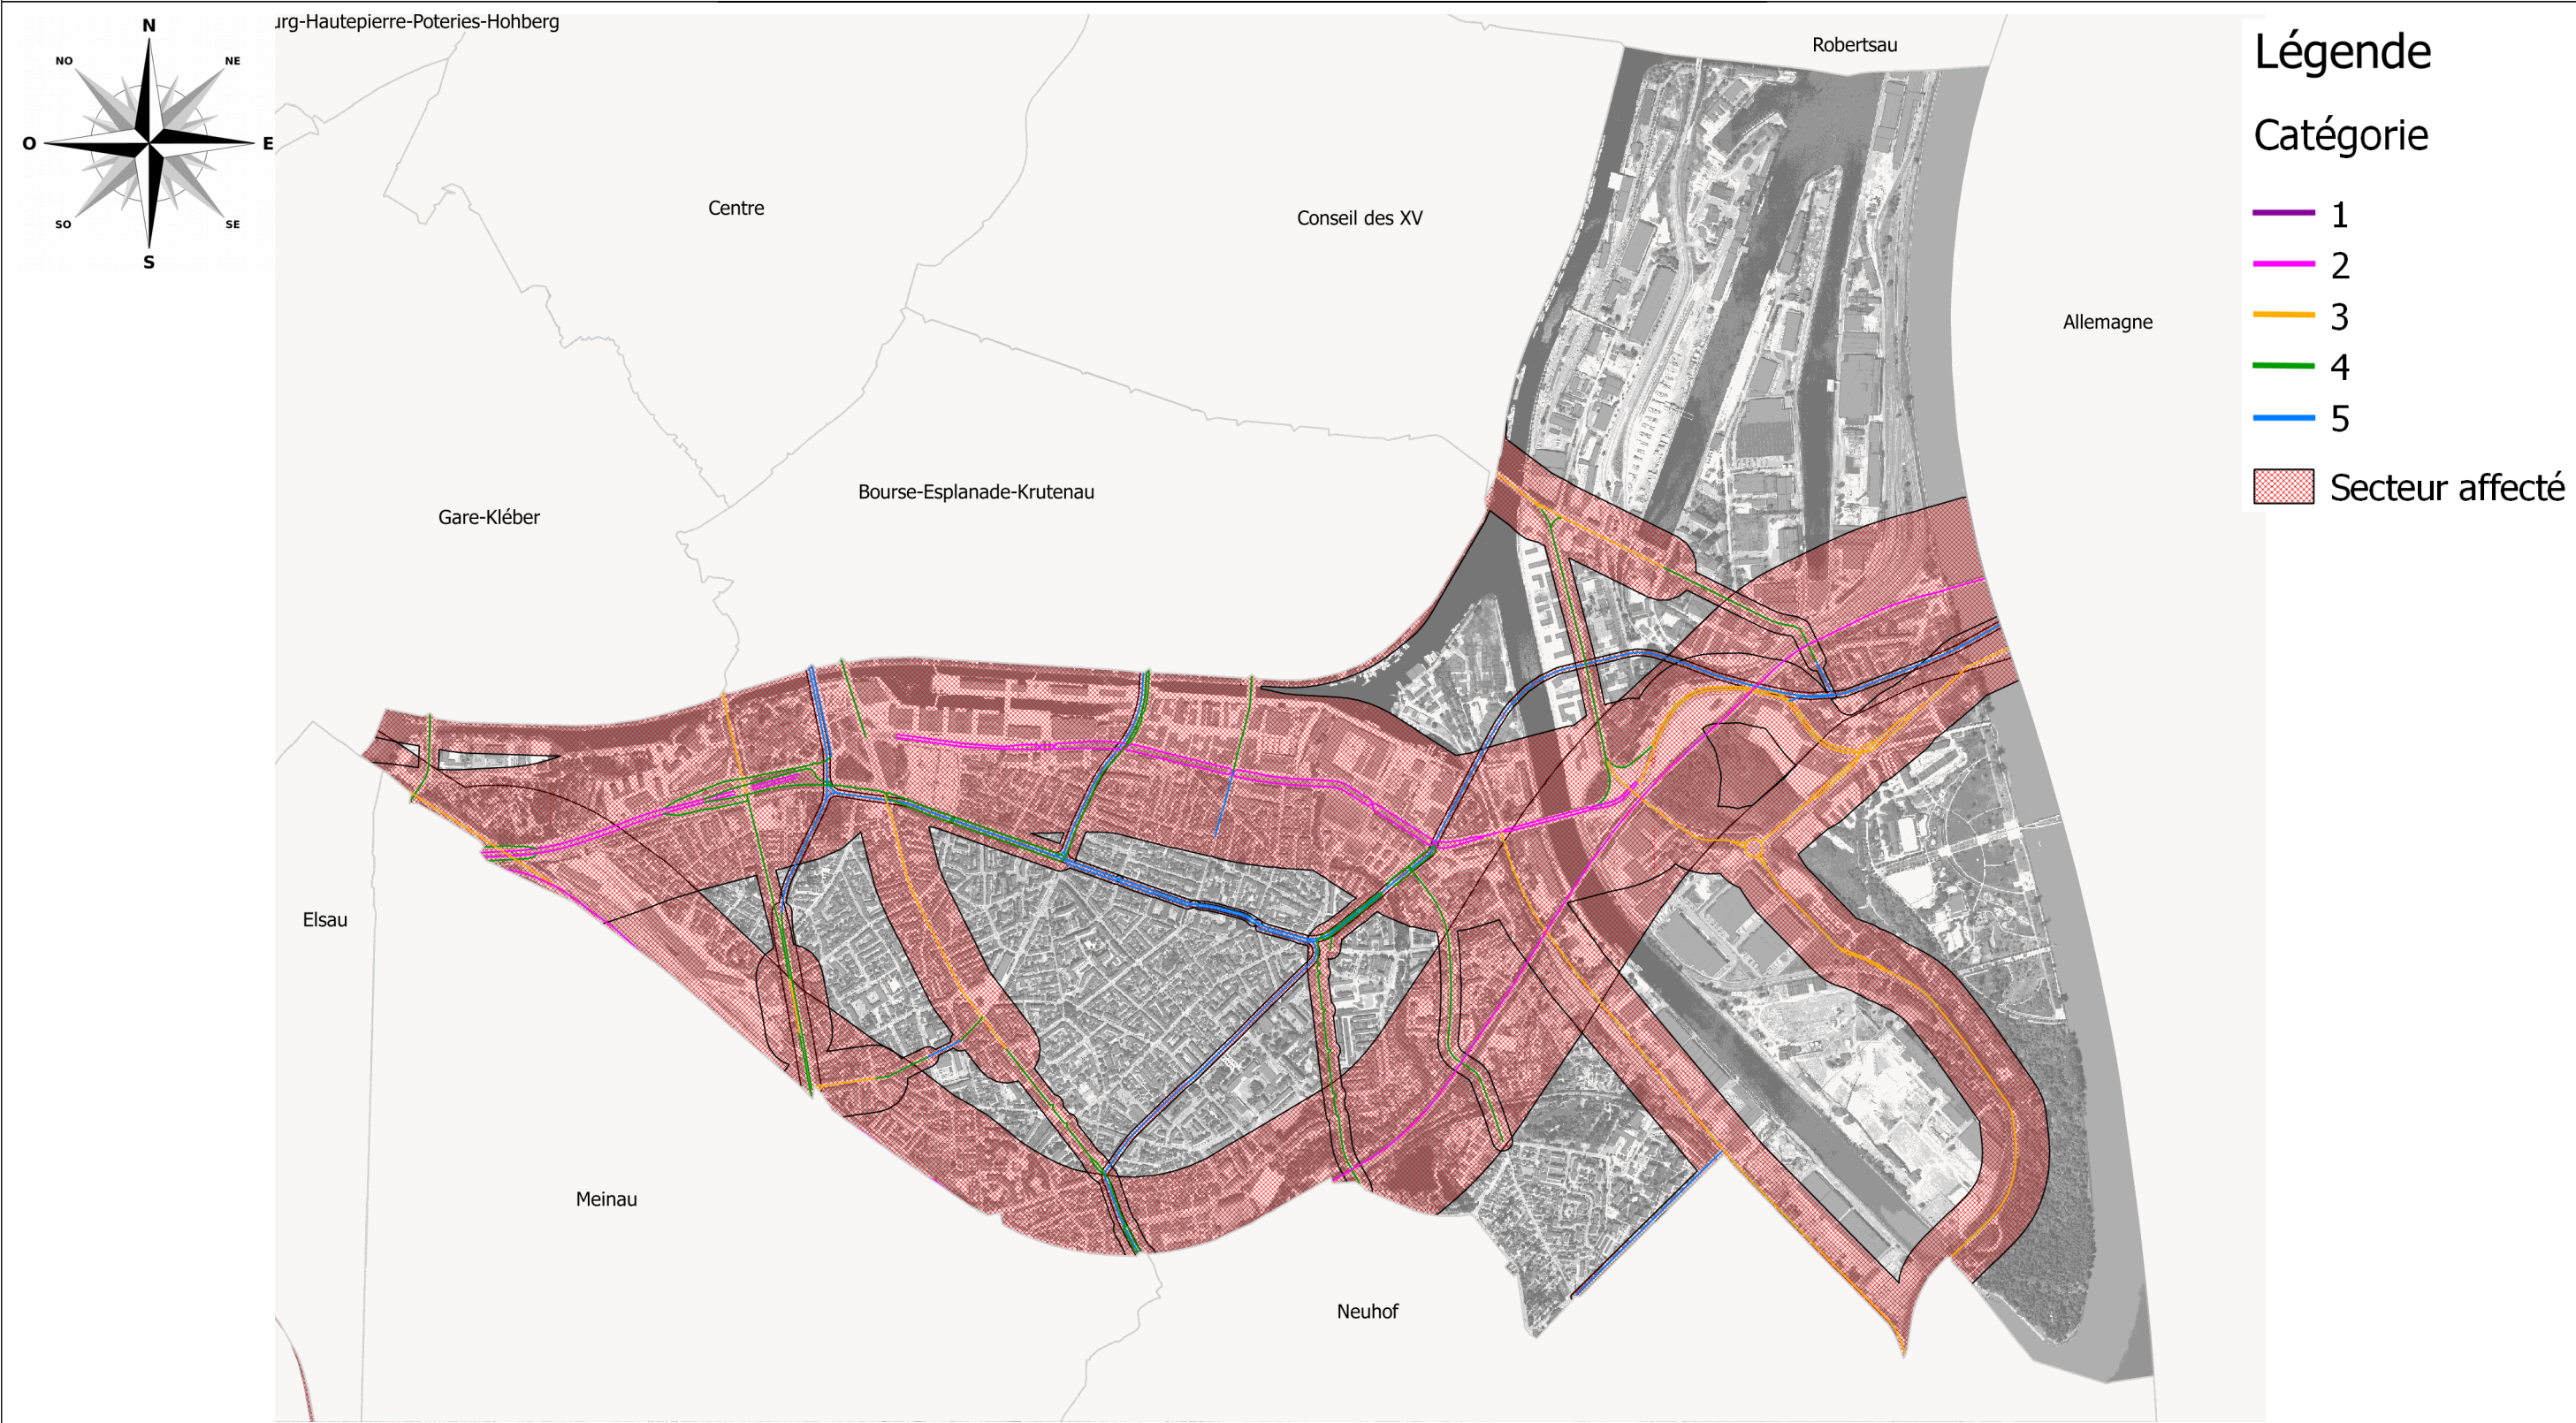 urg-Hautepierre-Poteries-Hohberg
N
NO
NE
O
E
SO
SE
S
Robertsau
Centre
Conseil des XV
Allemagne
Bourse-Esplanade-Krutenau
Gare-Kléber
Elsau
Meinau
Neuhof
Légende
Catégorie
1
2
3
4
5
Secteur affecté